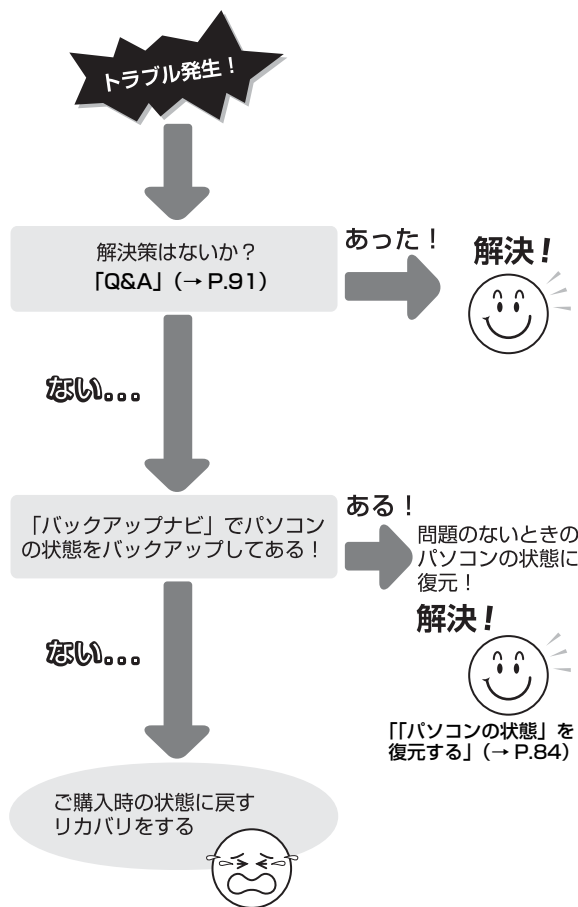 トラブル発生！
解決策はないか？
「Q&A」（→ P.91）
あった！
解決！
ない...
「バックアップナビ」でパソコン
の状態をバックアップしてある！
ある！
問題のないときの
パソコンの状態に
復元！
解決！
「「パソコンの状態」を
復元する」（→ P.84）
ない...
ご購入時の状態に戻す
リカバリをする